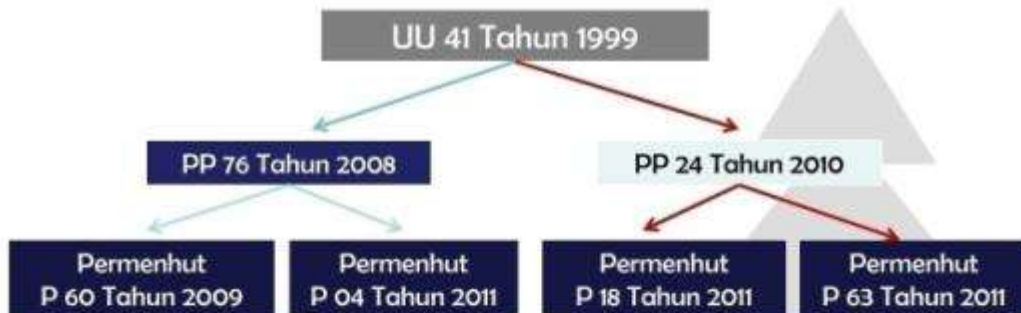 UU 41 Tahun 1999
PP 76 Tahun 2008
PP 24 Tahun 2010
Permenhut
P 60 Tahun 2009
Permenhut
P 04 Tahun 2011
Permenhut
P 18 Tahun 2011
Permenhut
P 63 Tahun 2011